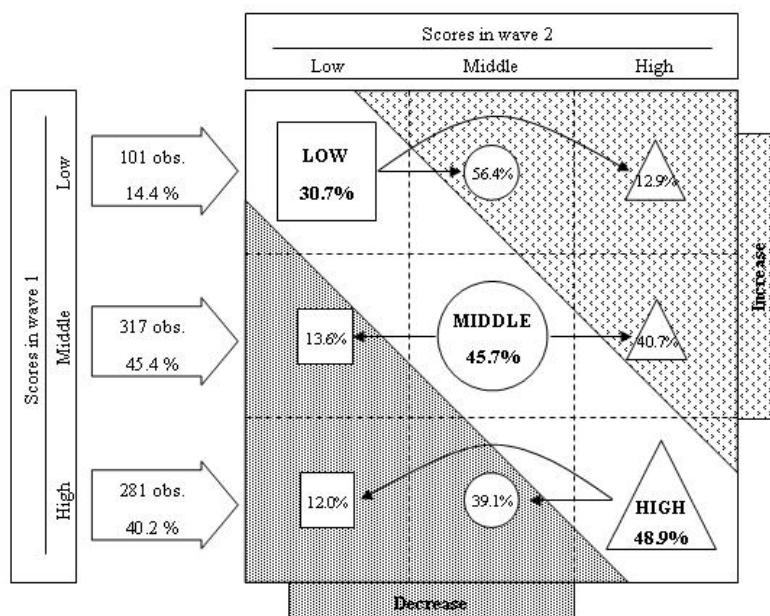 Scores in wave 2
Low Middle High
Scores in wave 1
Low
Middle
High
101 obs.
14.4 %
LOW
30.7%
56.4%
12.9%
317 obs.
45.4 %
13.6%
MIDDLE
45.7%
40.7%
281 obs.
40.2 %
12.0%
39.1%
HIGH
48.9%
Increase
Decrease